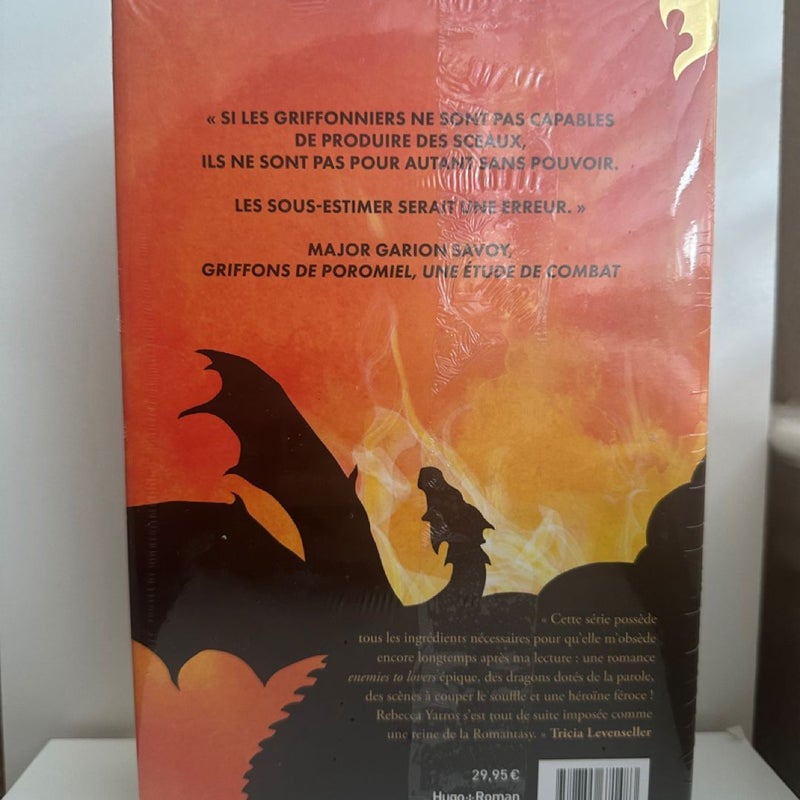 « SI LES GRIFFONNIERS NE SONT PAS CAPABLES
DE PRODUIRE DES SCEAUX,
ILS NE SONT PAS POUR AUTANT SANS POUVOIR.
LES SOUS-ESTIMER SERAIT UNE ERREUR. »
MAJOR GARION SAVOY,
GRIFFONS DE POROMIEL, UNE ÉTUDE DE COMBAT
« Cette série possède
tous les ingrédients nécessaires pour qu'elle m'obsède
encore longtemps après ma lecture : une romance
enemies to lovers épique, des dragons dotés de la parole,
des scènes à couper le souffle et une héroïne féroce !
Rebecca Yarros s'est tout de suite imposée comme
une reine de la Romantasy. » Tricia Levenseller
29,95 €
Hugo + Roman